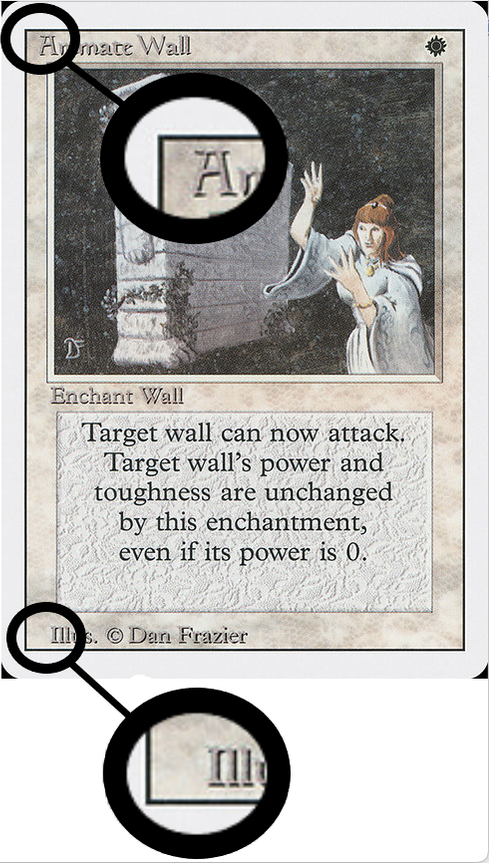 Animate Wall
An
DF
Enchant Wall
Target wall can now attack.
Target wall's power and
toughness are unchanged
by this enchantment,
even if its power is 0.
Illus. © Dan Frazier
Illu